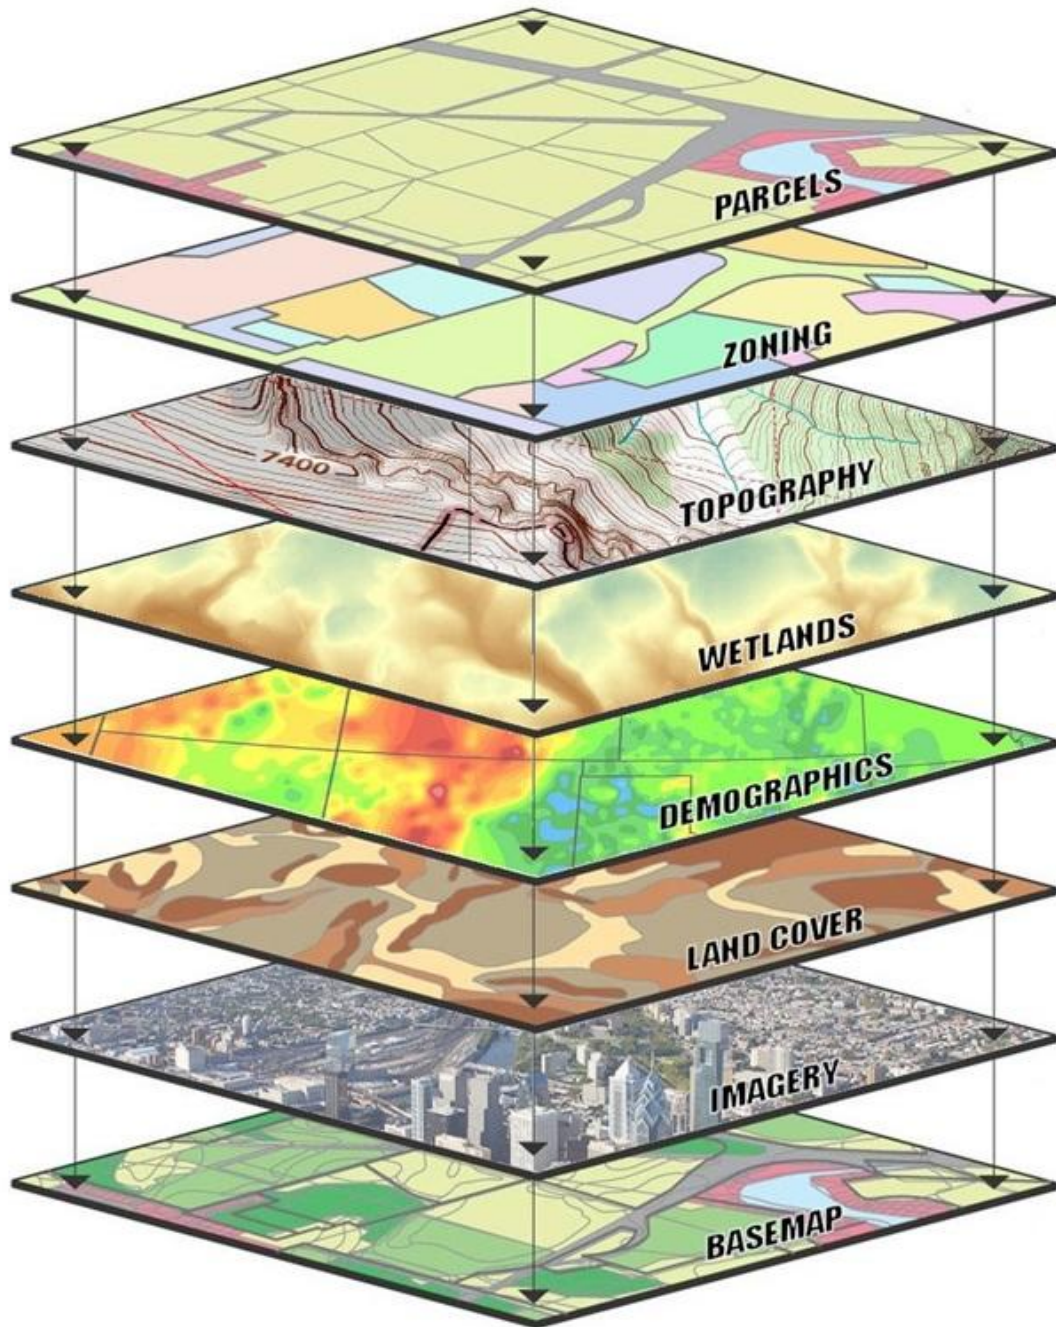 PARCELS
ZONING
7400
TOPOGRAPHY
WETLANDS
DEMOGRAPHICS
LAND COVER
IMAGERY
BASEMAP